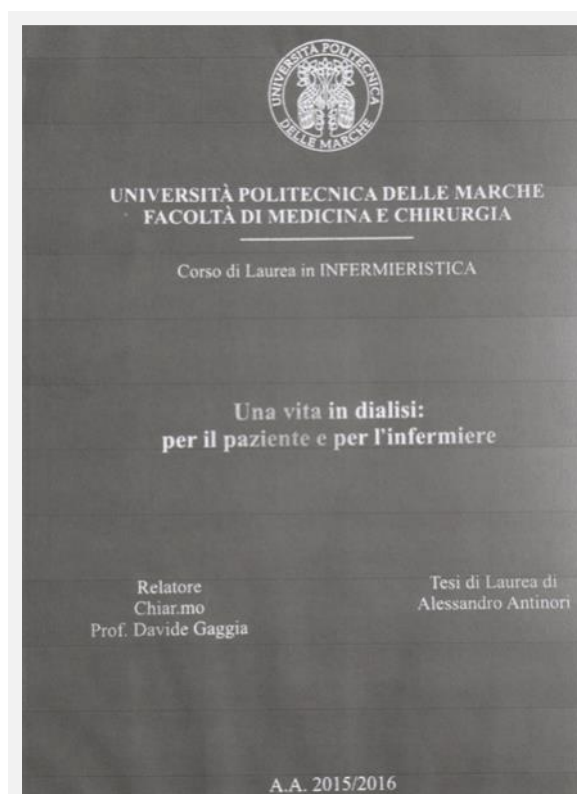 UNIVERSITÀ POLITECNICA
DELLE MARCHE
UNIVERSITÀ POLITECNICA DELLE MARCHE
FACOLTÀ DI MEDICINA E CHIRURGIA
Corso di Laurea in INFERMIERISTICA
Una vita in dialisi:
per il paziente e per l'infermiere
Relatore
Chiar.mo
Prof. Davide Gaggia
Tesi di Laurea di
Alessandro Antinori
A.A. 2015/2016